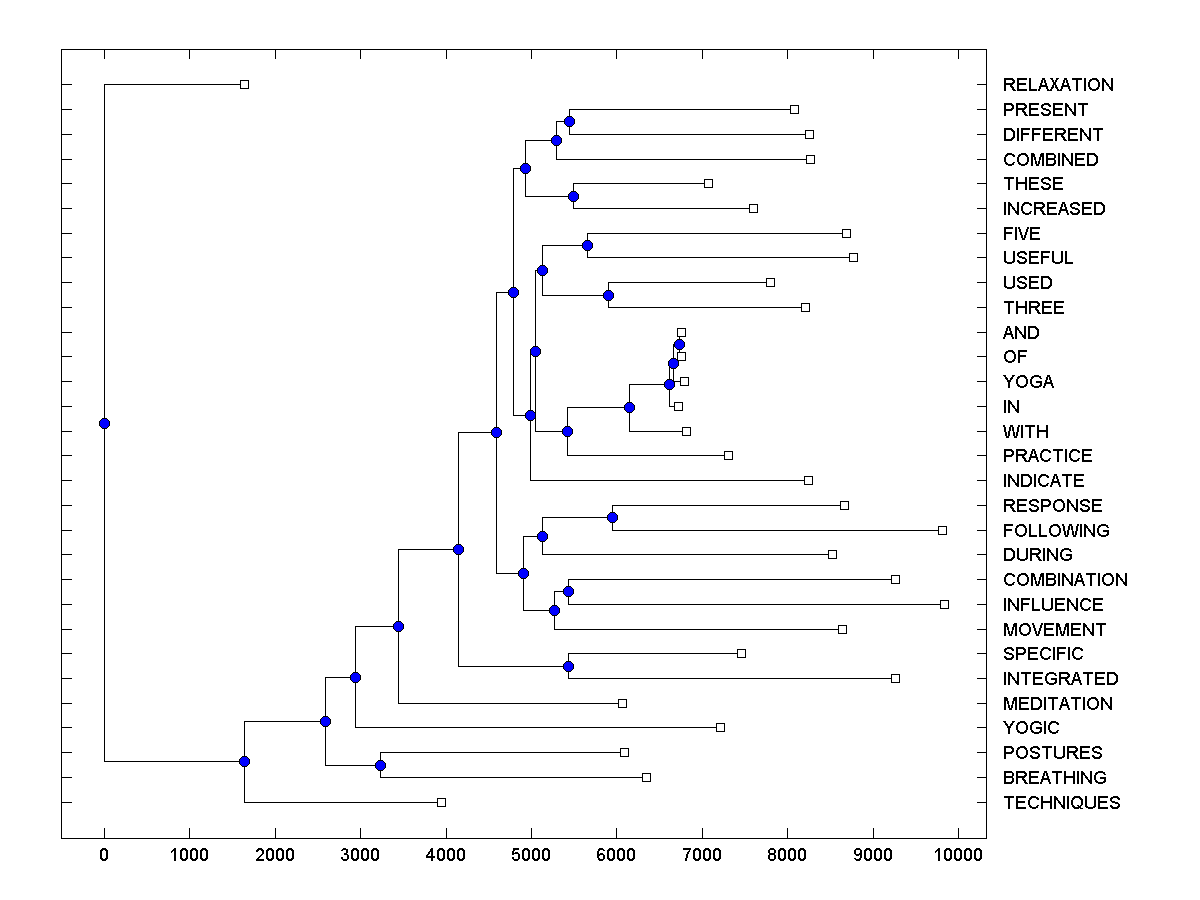 RELAXATION
PRESENT
DIFFERENT
COMBINED
THESE
INCREASED
FIVE
USEFUL
USED
THREE
AND
OF
YOGA
IN
WITH
PRACTICE
INDICATE
RESPONSE
FOLLOWING
DURING
COMBINATION
INFLUENCE
MOVEMENT
SPECIFIC
INTEGRATED
MEDITATION
YOGIC
POSTURES
BREATHING
TECHNIQUES
0 1000 2000 3000 4000 5000 6000 7000 8000 9000 10000